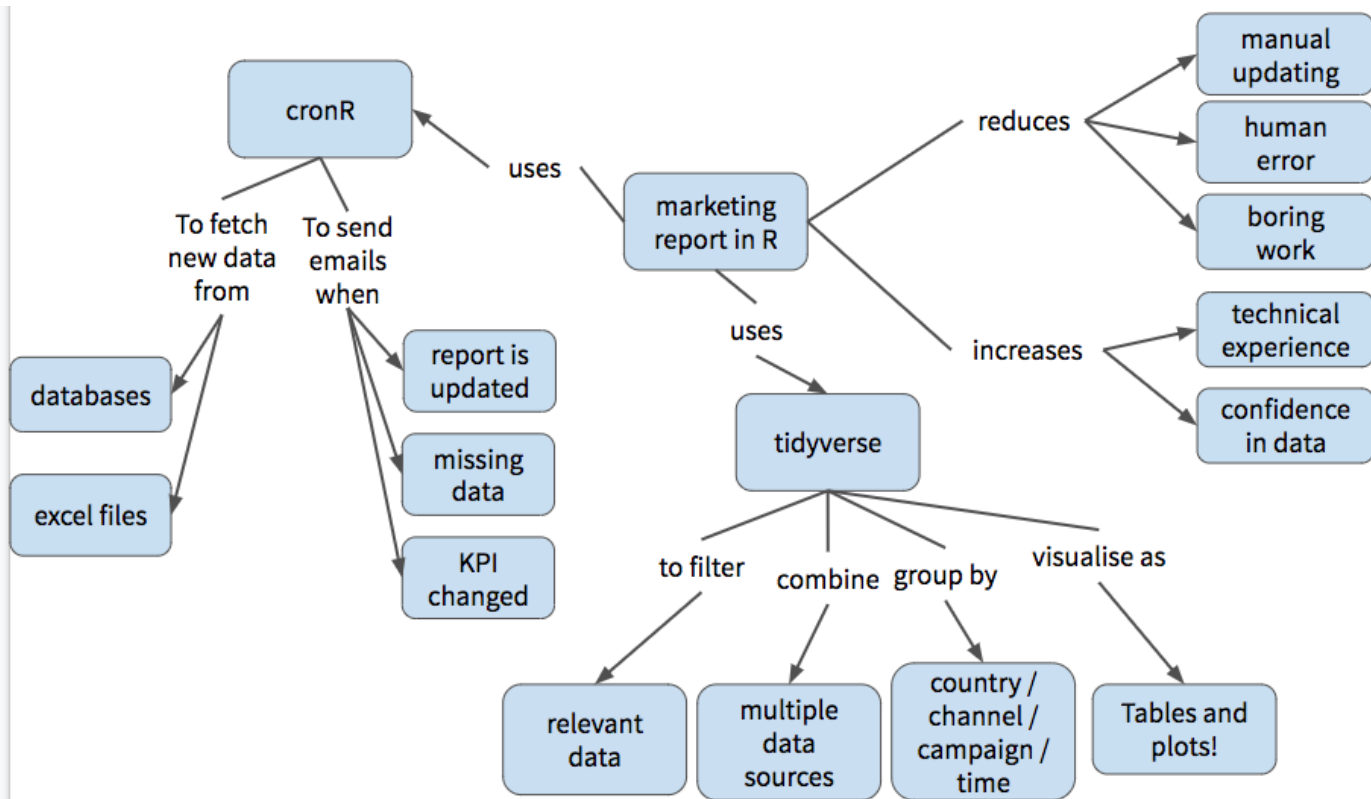 cronR
uses
marketing
report in R
reduces
manual
updating
human
error
boring
work
increases
technical
experience
confidence
in data
To fetch
new data
from
To send
emails
when
databases
excel files
report is
updated
missing
data
KPI
changed
uses
tidyverse
to filter
combine
group by
visualise as
relevant
data
multiple
data
sources
country /
channel /
campaign /
time
Tables and
plots!